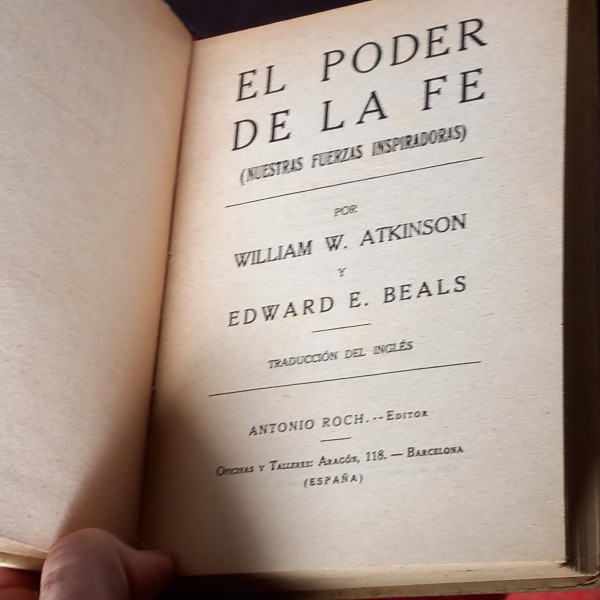 EL PODER
DE LA FE
(NUESTRAS FUERZAS INSPIRADORAS)
POR
WILLIAM W. ATKINSON
Y
EDWARD E. BEALS
TRADUCCIÓN DEL INGLÉS
ANTONIO ROCH.--EDITOR
OFICINAS Y TALLERES: ARAGÓN, 118. — BARCELONA
(ESPAÑA)